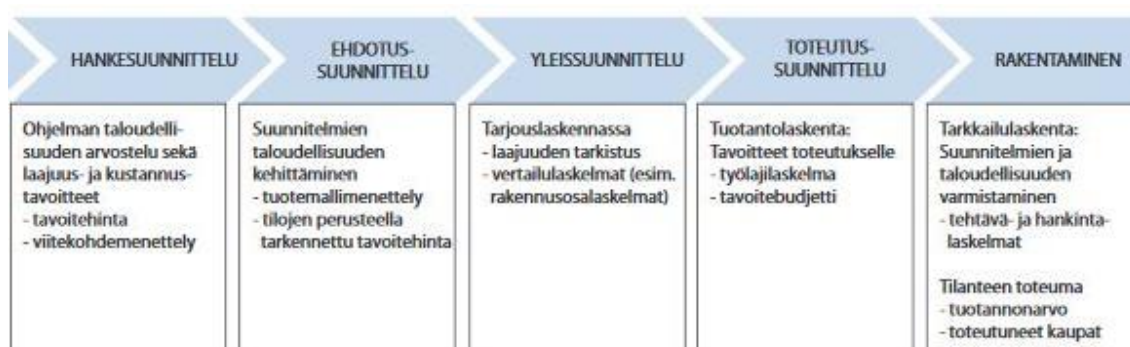 HANKESUUNNITTELU
EHDOTUS-
SUUNNITTELU
YLEISSUUNNITTELU
TOTEUTUS-
SUUNNITTELU
RAKENTAMINEN
Ohjelman taloudelli-
suuden arvostelu sekä
laajuus- ja kustannus-
tavoitteet
- tavoitehinta
- viitekohdemenettely
Suunnitelmien
taloudellisuuden
kehittäminen
- tuotemallimenettely
- tilojen perusteella
tarkennettu tavoitehinta
Tarjouslaskennassa
- laajuuden tarkistus
- vertailulaskelmat (esim.
rakennusosalaskelmat)
Tuotantolaskenta:
Tavoitteet toteutukselle
- työlajilaskelma
- tavoitebudjetti
Tarkkailulaskenta:
Suunnitelmien ja
taloudellisuuden
varmistaminen
- tehtävä- ja hankinta-
laskelmat
Tilanteen toteuma
- tuotannonarvo
- toteutuneet kaupat